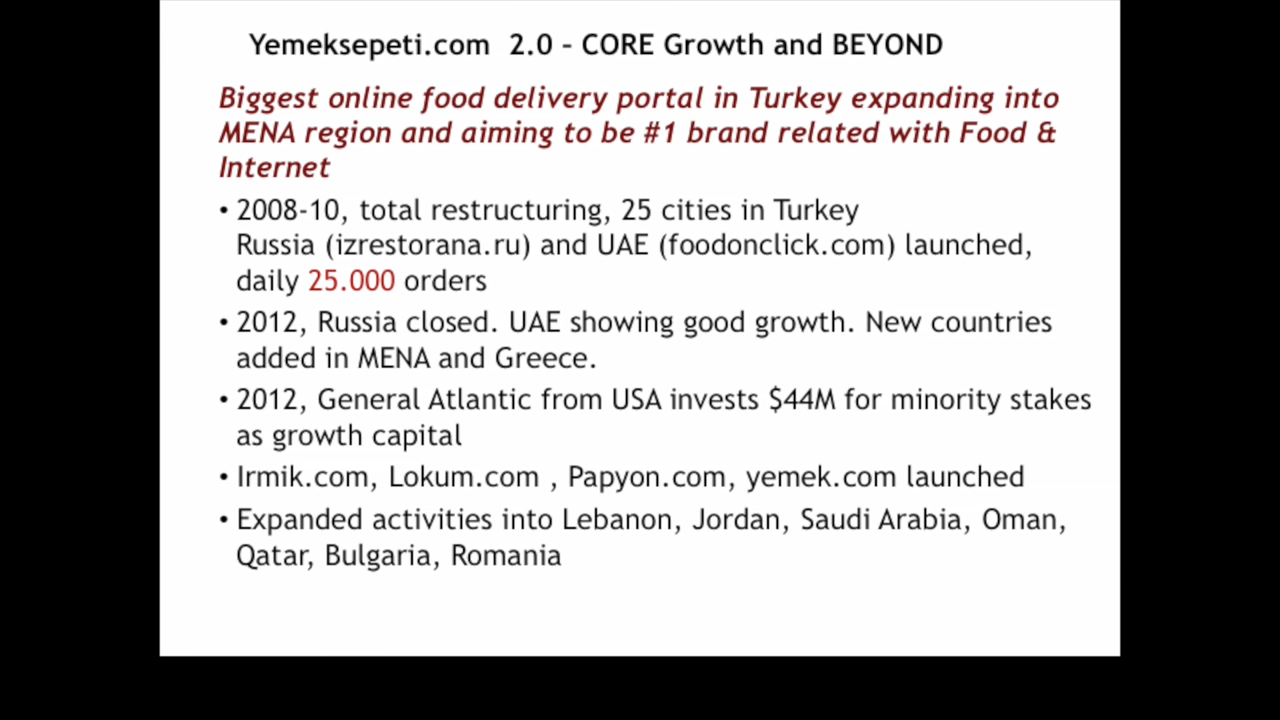 Yemeksepeti.com 2.0 – CORE Growth and BEYOND
Biggest online food delivery portal in Turkey expanding into
MENA region and aiming to be #1 brand related with Food &
Internet
• 2008-10, total restructuring, 25 cities in Turkey
Russia (izrestorana.ru) and UAE (foodonclick.com) launched,
daily 25.000 orders
• 2012, Russia closed. UAE showing good growth. New countries
added in MENA and Greece.
• 2012, General Atlantic from USA invests $44M for minority stakes
as growth capital
• Irmik.com, Lokum.com , Papyon.com, yemek.com launched
• Expanded activities into Lebanon, Jordan, Saudi Arabia, Oman,
Qatar, Bulgaria, Romania